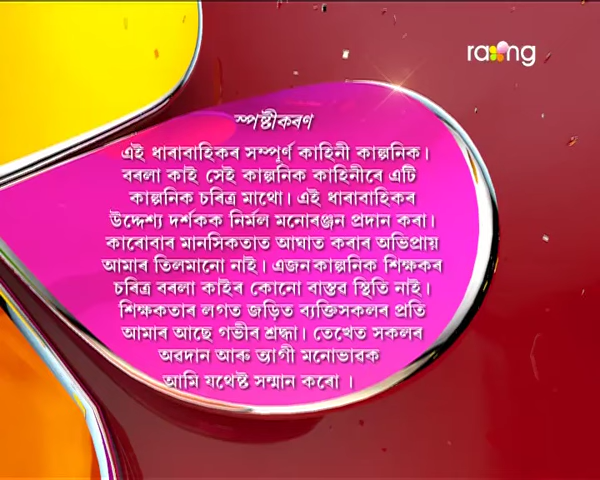 rang
স্পষ্টীকৰণ
এই ধাৰাবাহিকৰ সম্পূৰ্ণ কাহিনী কাল্পনিক।
বৰলা কাই সেই কাল্পনিক কাহিনীৰে এটি
কাল্পনিক চৰিত্ৰ মাথো। এই ধাৰাবাহিকৰ
উদ্দেশ্য দৰ্শকক নিৰ্মল মনোৰঞ্জন প্ৰদান কৰা।
কাৰোবাৰ মানসিকতাত আঘাত কৰাৰ অভিপ্ৰায়
আমাৰ তিলমানো নাই। এজন কাল্পনিক শিক্ষকৰ
চৰিত্ৰ বৰলা কাইৰ কোনো বাস্তৱ স্থিতি নাই।
শিক্ষকতাৰ লগত জড়িত ব্যক্তিসকলৰ প্ৰতি
আমাৰ আছে গভীৰ শ্ৰদ্ধা। তেখেত সকলৰ
অৱদান আৰু ত্যাগী মনোভাৱক
আমি যথেষ্ট সন্মান কৰো ।